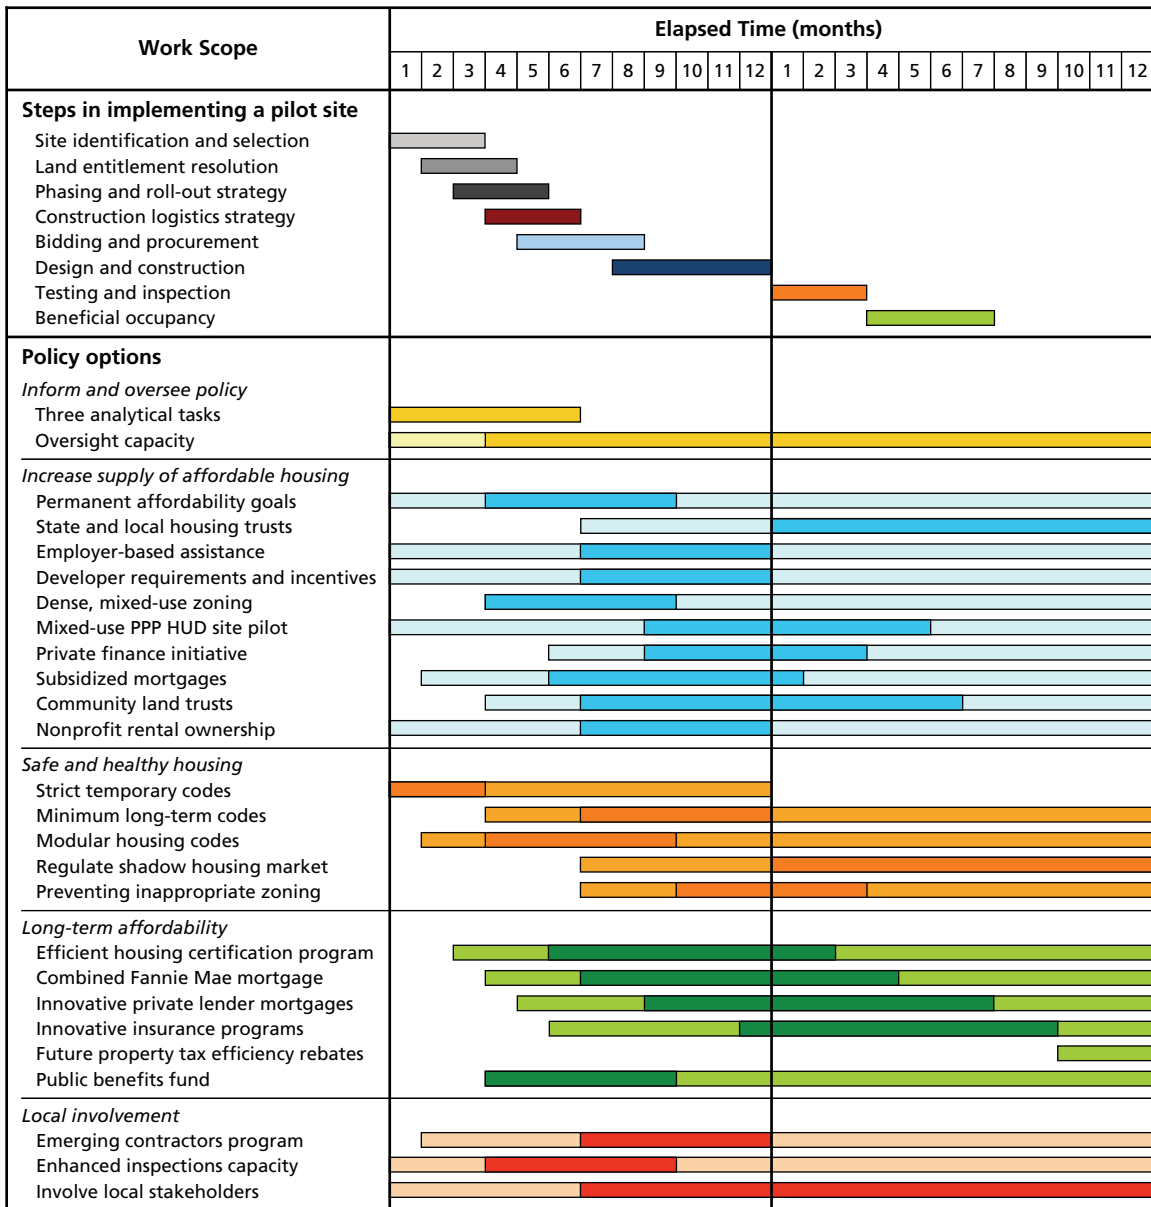 Work Scope
Elapsed Time (months)
1 2 3 4 5 6 7 8 9 10 11 12 1 2 3 4 5 6 7 8 9 10 11 12
Steps in implementing a pilot site
Site identification and selection
Land entitlement resolution
Phasing and roll-out strategy
Construction logistics strategy
Bidding and procurement
Design and construction
Testing and inspection
Beneficial occupancy
Policy options
Inform and oversee policy
Three analytical tasks
Oversight capacity
Increase supply of affordable housing
Permanent affordability goals
State and local housing trusts
Employer-based assistance
Developer requirements and incentives
Dense, mixed-use zoning
Mixed-use PPP HUD site pilot
Private finance initiative
Subsidized mortgages
Community land trusts
Nonprofit rental ownership
Safe and healthy housing
Strict temporary codes
Minimum long-term codes
Modular housing codes
Regulate shadow housing market
Preventing inappropriate zoning
Long-term affordability
Efficient housing certification program
Combined Fannie Mae mortgage
Innovative private lender mortgages
Innovative insurance programs
Future property tax efficiency rebates
Public benefits fund
Local involvement
Emerging contractors program
Enhanced inspections capacity
Involve local stakeholders